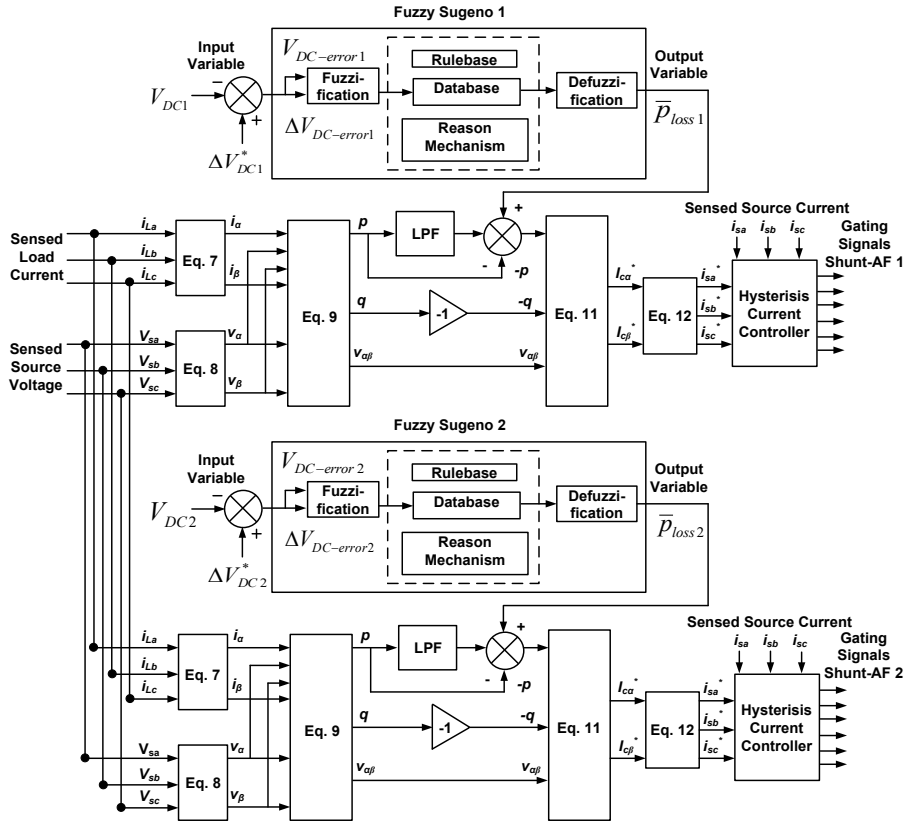 Fuzzy Sugeno 1
Input
Variable
V_DC1
−
+
ΔV*_DC1
V_DC−error1
ΔV_DC−error1
Fuzzi-
fication
Rulebase
Database
Reason
Mechanism
Defuzzi-
fication
Output
Variable
p̅_loss1
Sensed
Load
Current
i_La
i_Lb
i_Lc
Eq. 7
i_α
i_β
Sensed
Source
Voltage
V_sa
V_sb
V_sc
Eq. 8
v_α
v_β
Eq. 9
p
LPF
+
-
-p
q
-1
-q
v_αβ
v_αβ
Eq. 11
I_cα*
I_cβ*
Eq. 12
i_sa*
i_sb*
i_sc*
Sensed Source Current
i_sa
i_sb
i_sc
Hysterisis
Current
Controller
Gating
Signals
Shunt-AF 1
Fuzzy Sugeno 2
Input
Variable
V_DC2
−
+
ΔV*_DC2
V_DC−error2
ΔV_DC−error2
Fuzzi-
fication
Rulebase
Database
Reason
Mechanism
Defuzzi-
fication
Output
Variable
p̅_loss2
i_La
i_Lb
i_Lc
Eq. 7
i_α
i_β
V_sa
V_sb
V_sc
Eq. 8
v_α
v_β
Eq. 9
p
LPF
+
-
-p
q
-1
-q
v_αβ
v_αβ
Eq. 11
I_cα*
I_cβ*
Eq. 12
i_sa*
i_sb*
i_sc*
Sensed Source Current
i_sa
i_sb
i_sc
Hysterisis
Current
Controller
Gating
Signals
Shunt-AF 2